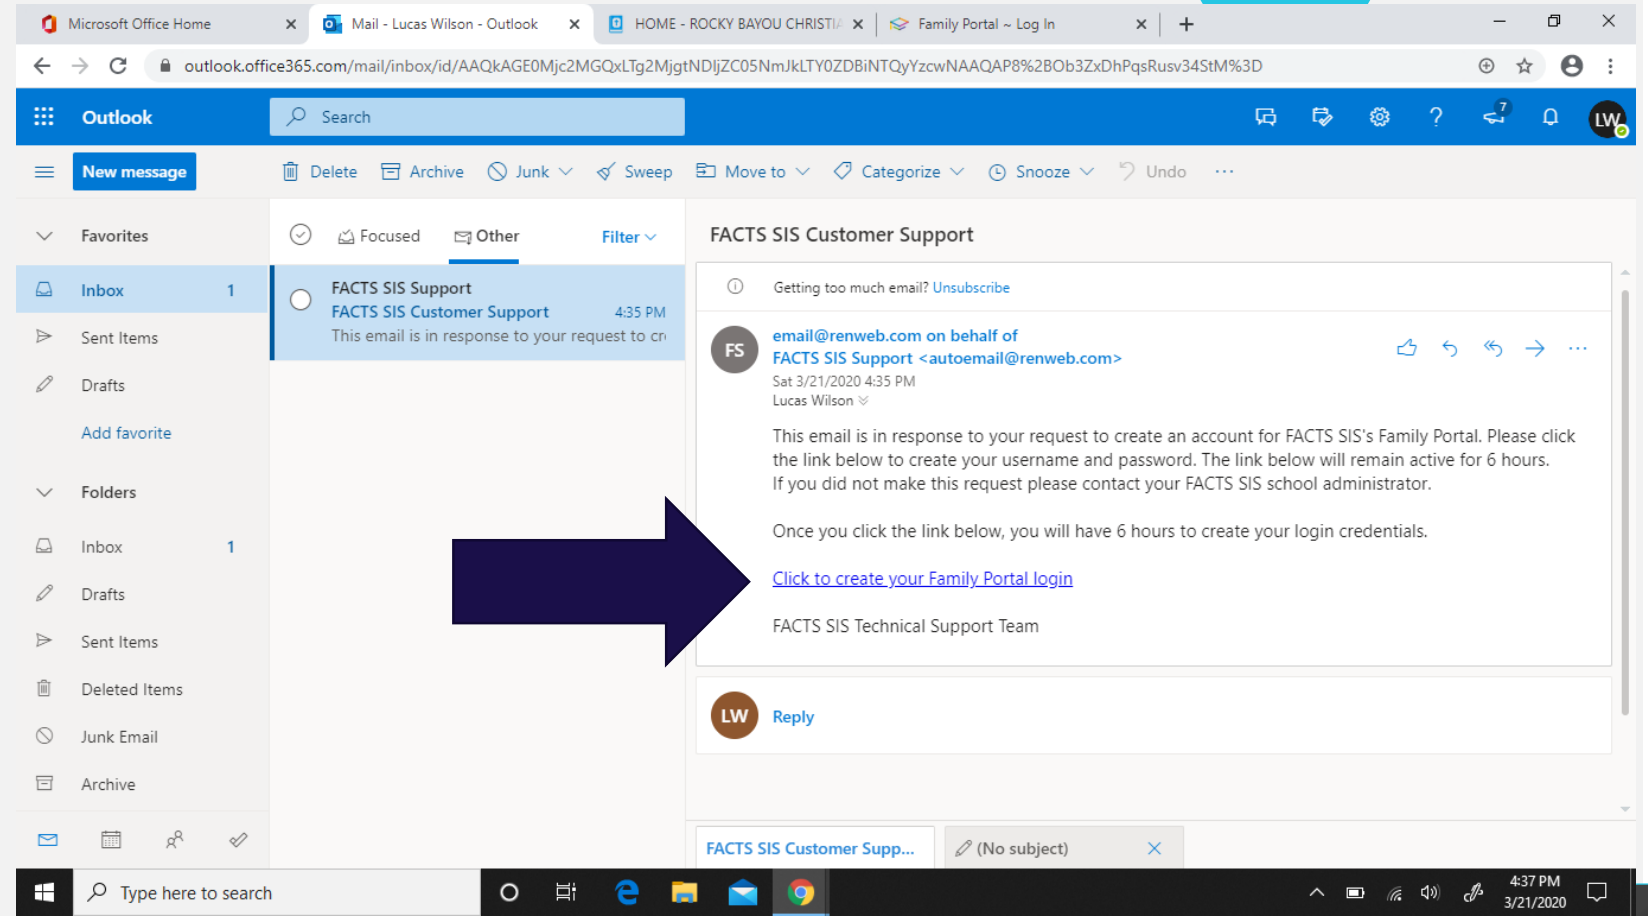 Microsoft Office Home
Mail - Lucas Wilson - Outlook
HOME - ROCKY BAYOU CHRISTIA
Family Portal ~ Log In
outlook.office365.com/mail/inbox/id/AAQkAGE0Mjc2MGQxLTg2MjgtNDljZC05NmJkLTY0ZDBiNTQyYzcwNAAQAP8%2BOb3ZxDhPqsRusv34StM%3D
Outlook
Search
7
LW
New message
Delete
Archive
Junk
Sweep
Move to
Categorize
Snooze
Undo
Favorites
Inbox 1
Sent Items
Drafts
Add favorite
Folders
Inbox 1
Drafts
Sent Items
Deleted Items
Junk Email
Archive
Focused
Other
Filter
FACTS SIS Support
FACTS SIS Customer Support 4:35 PM
This email is in response to your request to cr
FACTS SIS Customer Support
Getting too much email? Unsubscribe
FS
email@renweb.com on behalf of
FACTS SIS Support <autoemail@renweb.com>
Sat 3/21/2020 4:35 PM
Lucas Wilson
This email is in response to your request to create an account for FACTS SIS's Family Portal. Please click
the link below to create your username and password. The link below will remain active for 6 hours.
If you did not make this request please contact your FACTS SIS school administrator.
Once you click the link below, you will have 6 hours to create your login credentials.
Click to create your Family Portal login
FACTS SIS Technical Support Team
LW
Reply
FACTS SIS Customer Supp...
(No subject)
Type here to search
4:37 PM
3/21/2020